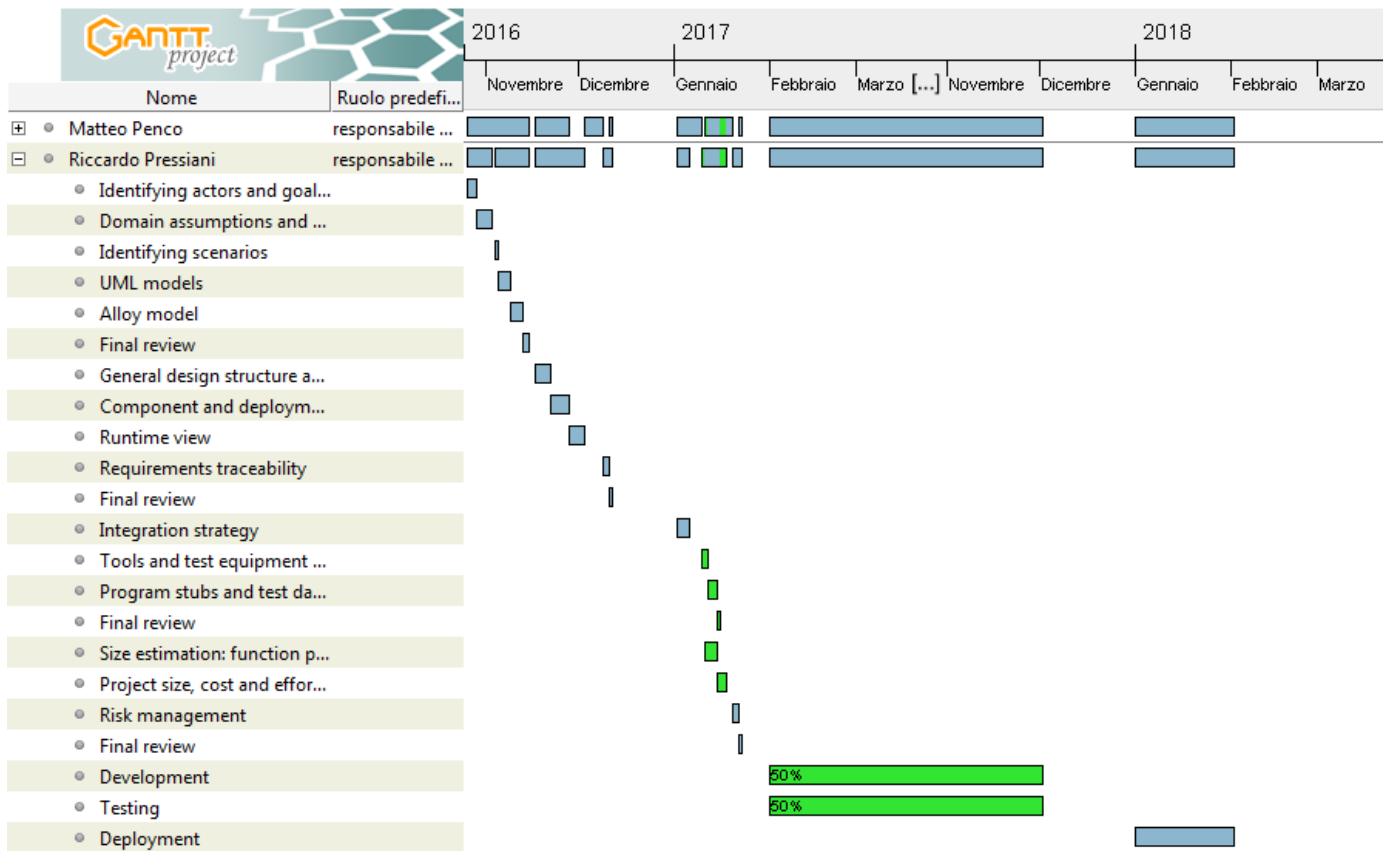 GANTT
project
2016 2017 2018
Novembre Dicembre Gennaio Febbraio Marzo [...] Novembre Dicembre Gennaio Febbraio Marzo
Nome Ruolo predefi...
Matteo Penco responsabile ...
Riccardo Pressiani responsabile ...
Identifying actors and goal...
Domain assumptions and ...
Identifying scenarios
UML models
Alloy model
Final review
General design structure a...
Component and deploym...
Runtime view
Requirements traceability
Final review
Integration strategy
Tools and test equipment ...
Program stubs and test da...
Final review
Size estimation: function p...
Project size, cost and effor...
Risk management
Final review
Development 50%
Testing 50%
Deployment